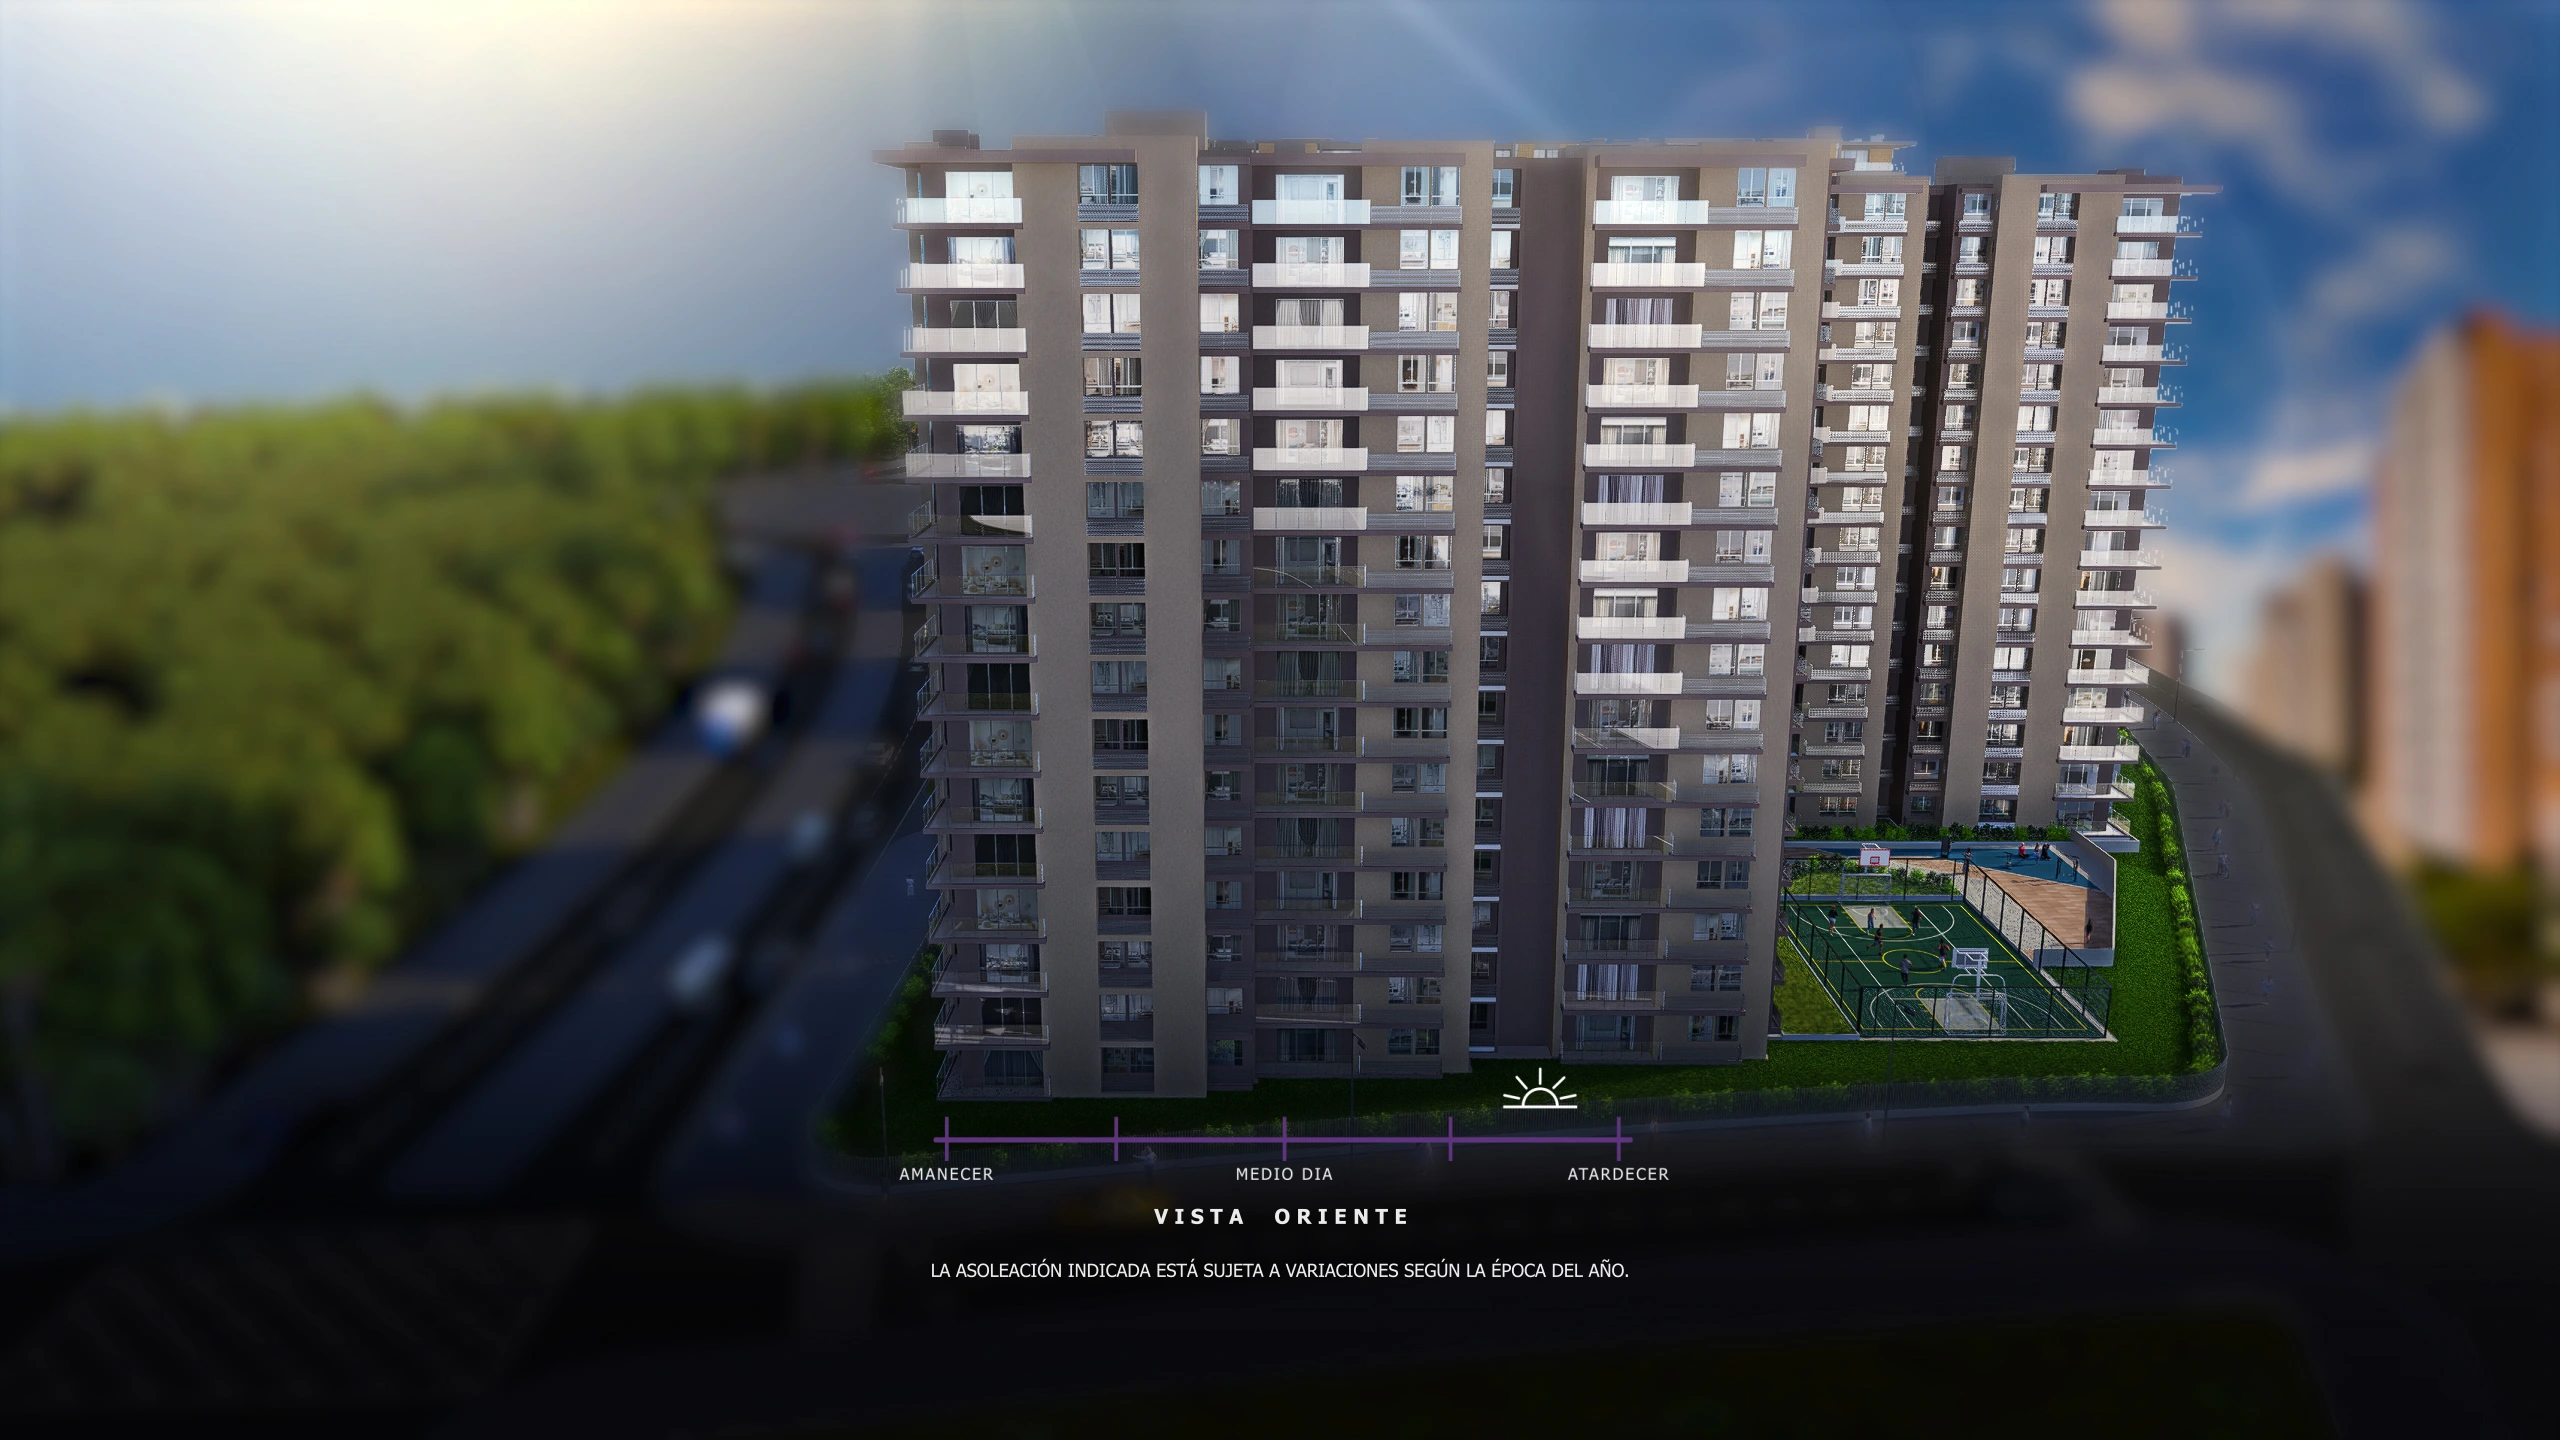 AMANECER MEDIO DIA ATARDECER
VISTA ORIENTE
LA ASOLEACIÓN INDICADA ESTÁ SUJETA A VARIACIONES SEGÚN LA ÉPOCA DEL AÑO.